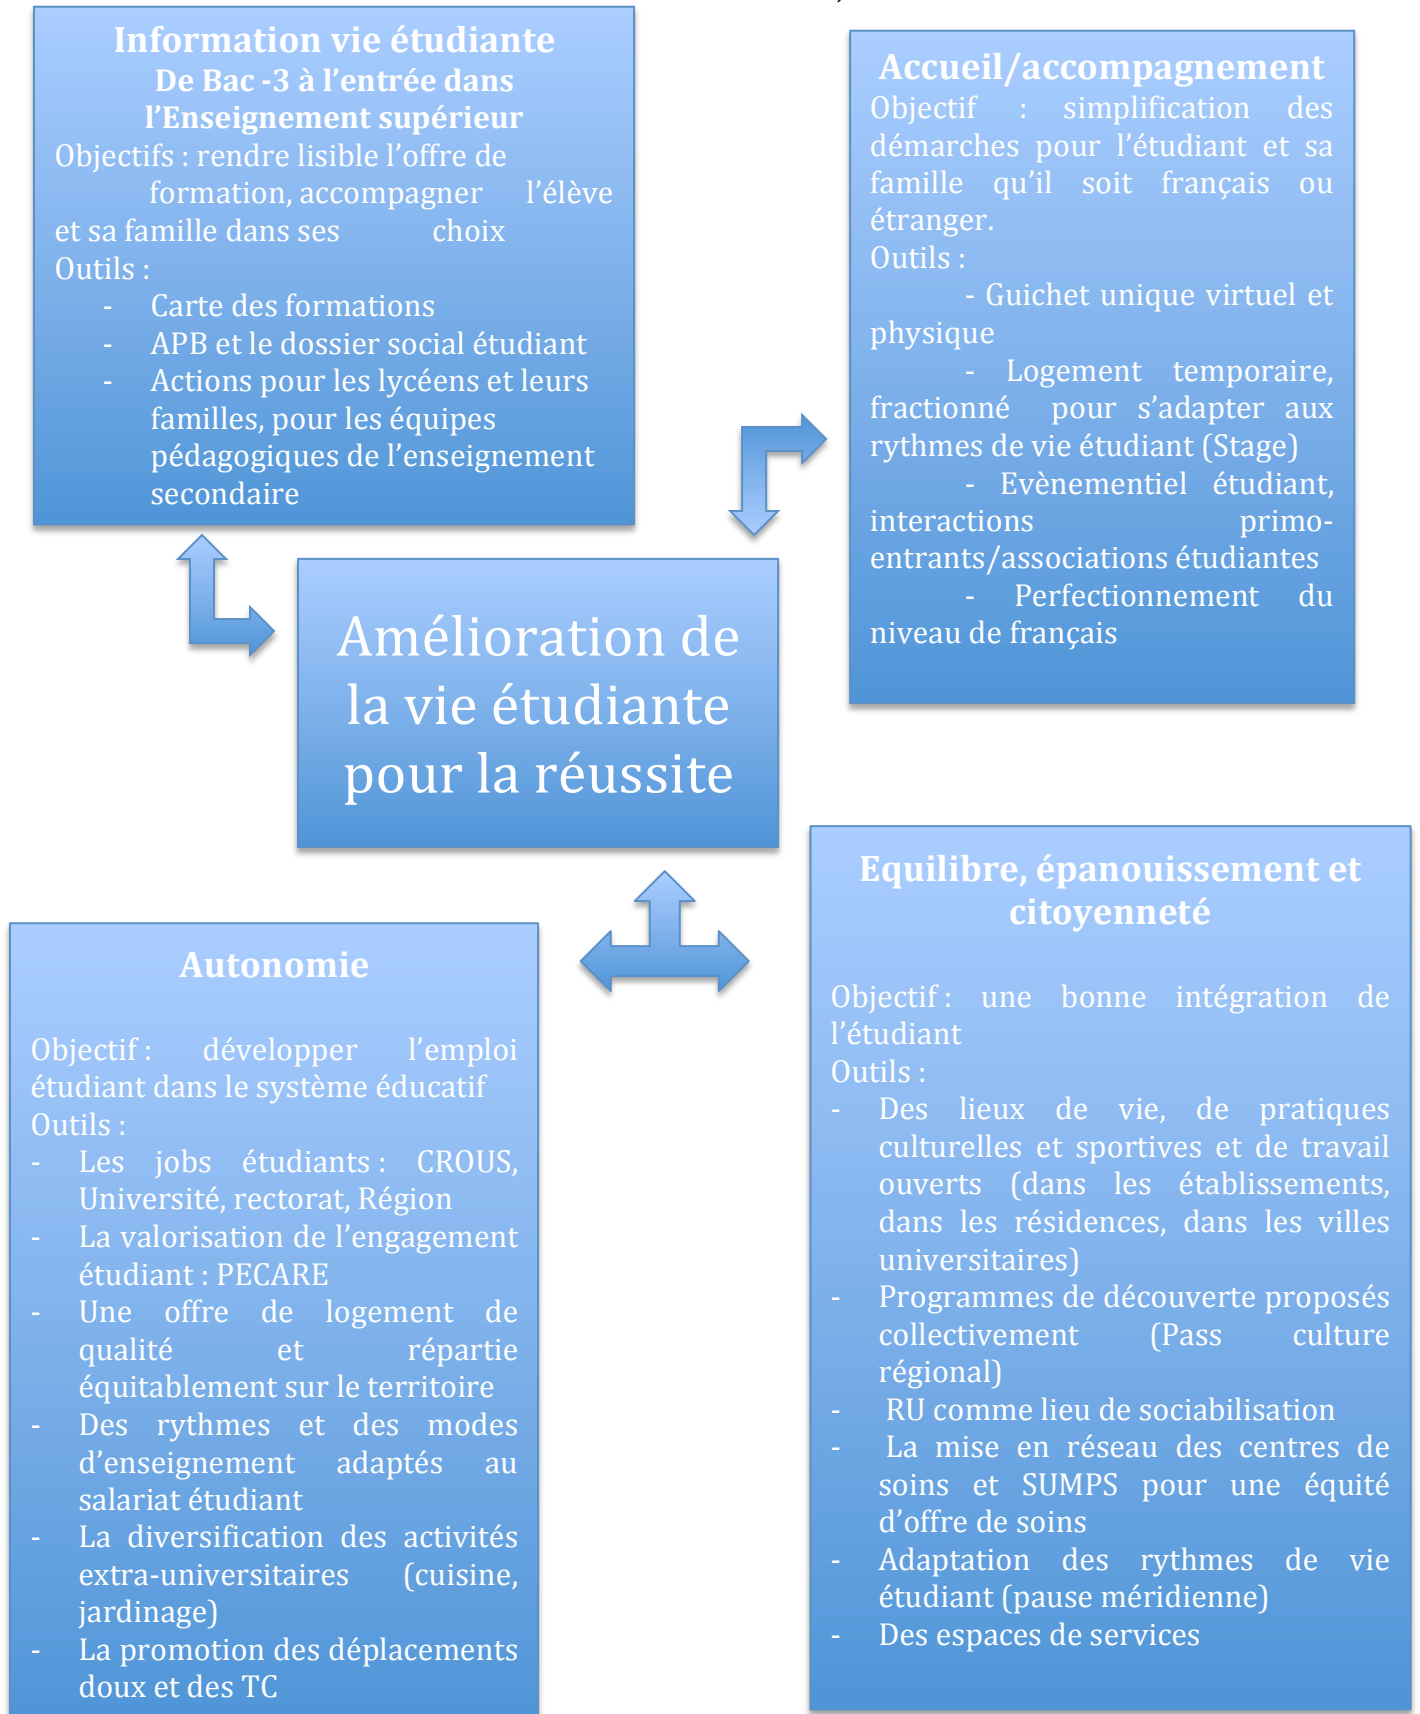 Information vie étudiante
De Bac -3 à l’entrée dans
l’Enseignement supérieur
Objectifs : rendre lisible l’offre de
formation, accompagner l’élève
et sa famille dans ses choix
Outils :
- Carte des formations
- APB et le dossier social étudiant
- Actions pour les lycéens et leurs
familles, pour les équipes
pédagogiques de l’enseignement
secondaire
Accueil/accompagnement
Objectif : simplification des
démarches pour l’étudiant et sa
famille qu’il soit français ou
étranger.
Outils :
- Guichet unique virtuel et
physique
- Logement temporaire,
fractionné pour s’adapter aux
rythmes de vie étudiant (Stage)
- Evènementiel étudiant,
interactions primo-
entrants/associations étudiantes
- Perfectionnement du
niveau de français
Amélioration de
la vie étudiante
pour la réussite
Autonomie
Objectif : développer l’emploi
étudiant dans le système éducatif
Outils :
- Les jobs étudiants : CROUS,
Université, rectorat, Région
- La valorisation de l’engagement
étudiant : PECARE
- Une offre de logement de
qualité et répartie
équitablement sur le territoire
- Des rythmes et des modes
d’enseignement adaptés au
salariat étudiant
- La diversification des activités
extra-universitaires (cuisine,
jardinage)
- La promotion des déplacements
doux et des TC
Equilibre, épanouissement et
citoyenneté
Objectif : une bonne intégration de
l’étudiant
Outils :
- Des lieux de vie, de pratiques
culturelles et sportives et de travail
ouverts (dans les établissements,
dans les résidences, dans les villes
universitaires)
- Programmes de découverte proposés
collectivement (Pass culture
régional)
- RU comme lieu de sociabilisation
- La mise en réseau des centres de
soins et SUMPS pour une équité
d’offre de soins
- Adaptation des rythmes de vie
étudiant (pause méridienne)
- Des espaces de services